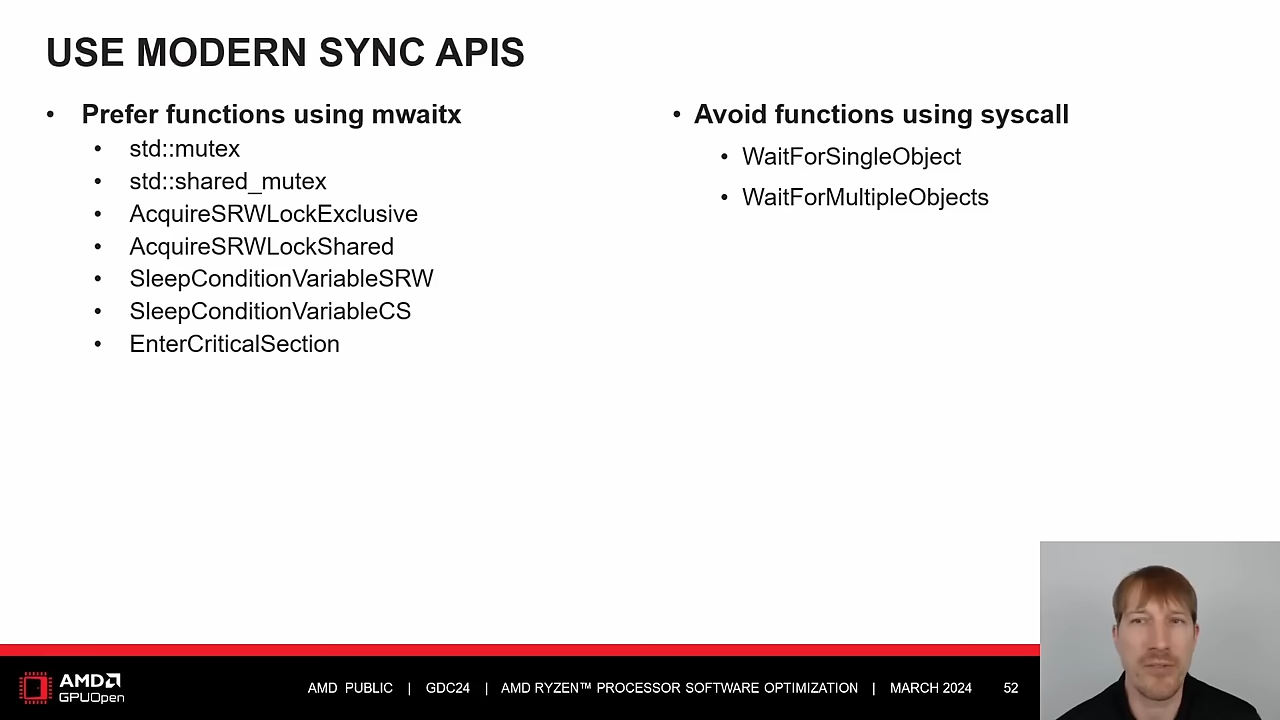 USE MODERN SYNC APIS
• Prefer functions using mwaitx
• std::mutex
• std::shared_mutex
• AcquireSRWLockExclusive
• AcquireSRWLockShared
• SleepConditionVariableSRW
• SleepConditionVariableCS
• EnterCriticalSection
• Avoid functions using syscall
• WaitForSingleObject
• WaitForMultipleObjects
AMD
GPUOpen
AMD PUBLIC | GDC24 | AMD RYZEN™ PROCESSOR SOFTWARE OPTIMIZATION | MARCH 2024 52